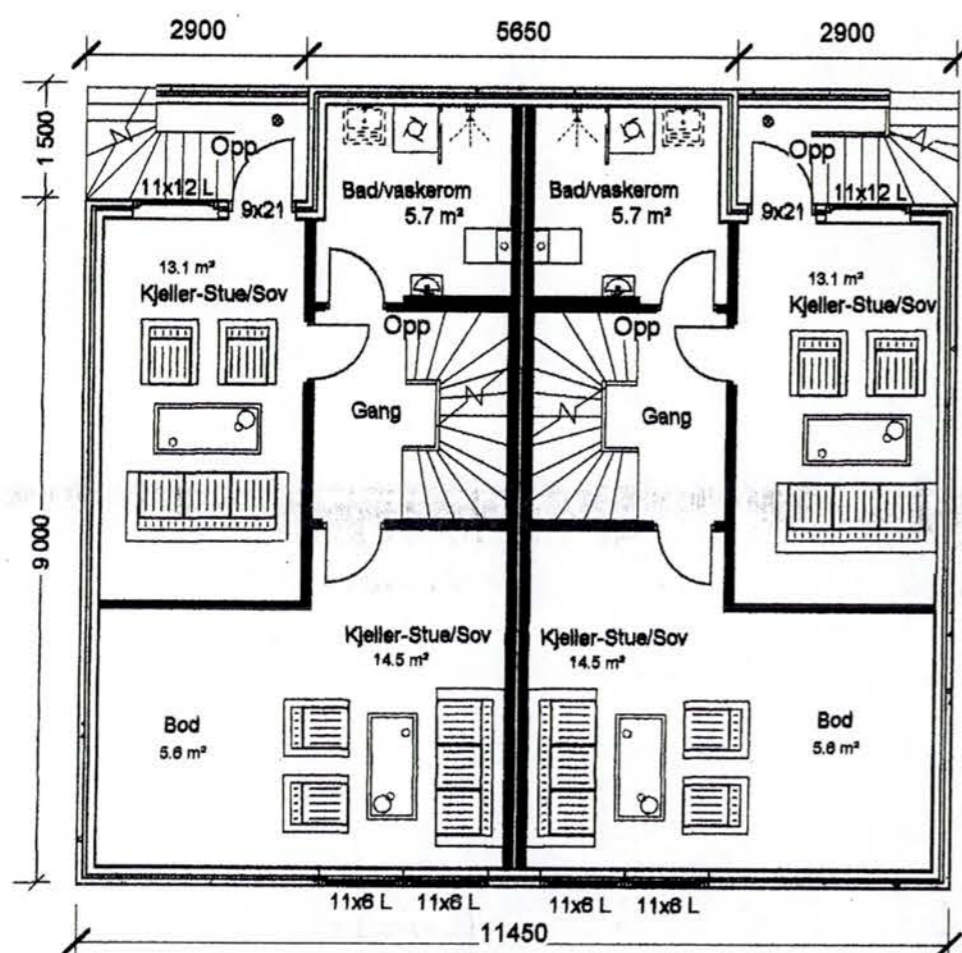 2900 5650 2900
1 500
Opp Opp
11x12 L 9x21 9x21 11x12 L
Bad/vaskerom Bad/vaskerom
5.7 m² 5.7 m²
13.1 m² 13.1 m²
Kjeller-Stue/Sov Kjeller-Stue/Sov
Opp Opp
Gang Gang
9 000
Kjeller-Stue/Sov Kjeller-Stue/Sov
14.5 m² 14.5 m²
Bod Bod
5.6 m² 5.6 m²
11x6 L 11x6 L 11x6 L 11x6 L
11450